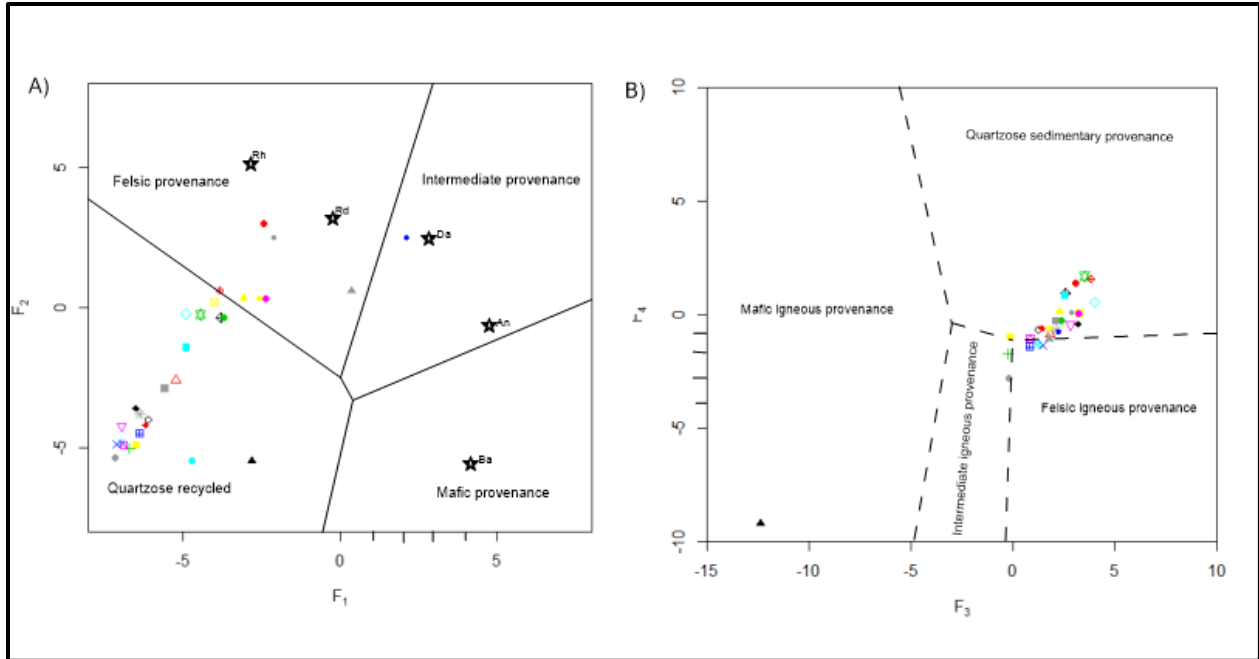 A)
5
0
-5
F2
Felsic provenance
Intermediate provenance
Quartzose recycled
Mafic provenance
Rh
Rd
Da
An
Ba
-5
0
5
F1
B)
10
5
0
-5
-10
F4
Quartzose sedimentary provenance
Mafic igneous provenance
Intermediate igneous provenance
Felsic igneous provenance
-15
-10
-5
0
5
10
F3